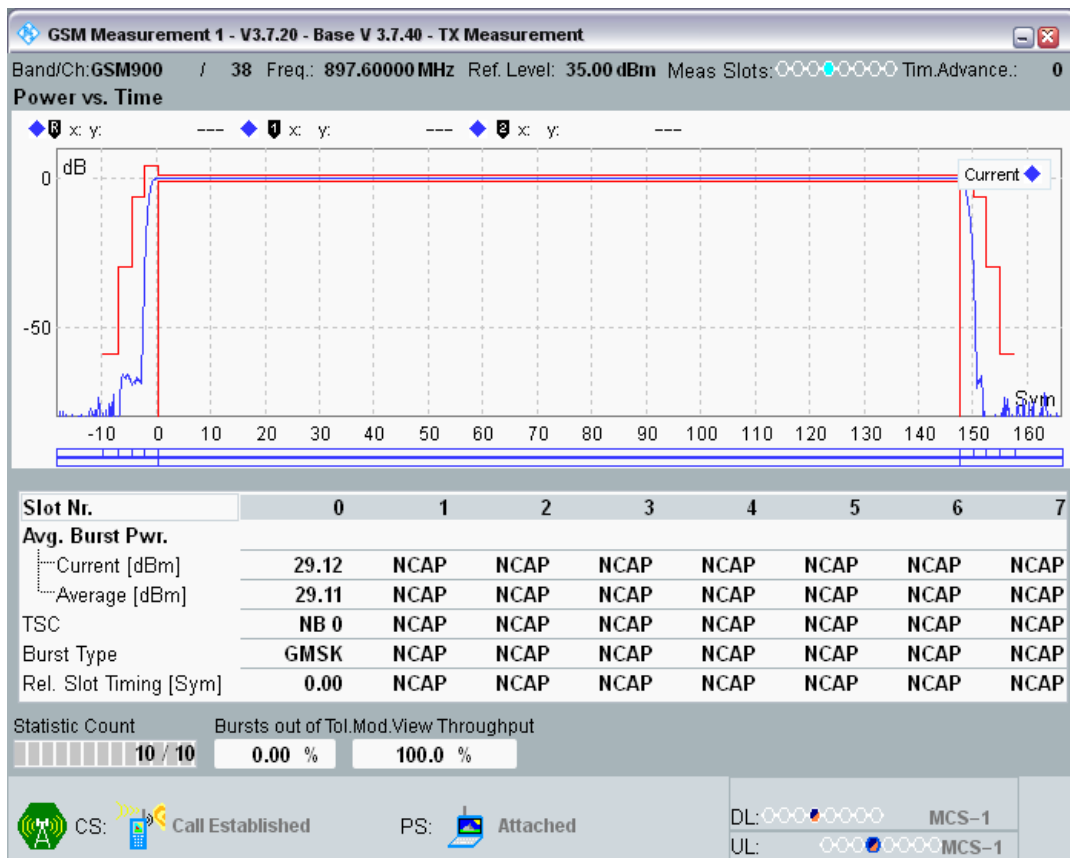 GSM Measurement 1 - V3.7.20 - Base V 3.7.40 - TX Measurement
Band/Ch:GSM900 / 38 Freq.: 897.60000 MHz Ref. Level: 35.00 dBm Meas Slots: Tim.Advance.: 0
Power vs. Time
R x: y: --- 1 x: y: --- 2 x: y: ---
dB
0
Current
-50
Sym
-10 0 10 20 30 40 50 60 70 80 90 100 110 120 130 140 150 160
Slot Nr. 0 1 2 3 4 5 6 7
Avg. Burst Pwr.
Current [dBm] 29.12 NCAP NCAP NCAP NCAP NCAP NCAP NCAP
Average [dBm] 29.11 NCAP NCAP NCAP NCAP NCAP NCAP NCAP
TSC NB 0 NCAP NCAP NCAP NCAP NCAP NCAP NCAP
Burst Type GMSK NCAP NCAP NCAP NCAP NCAP NCAP NCAP
Rel. Slot Timing [Sym] 0.00 NCAP NCAP NCAP NCAP NCAP NCAP NCAP
Statistic Count Bursts out of Tol.Mod.View Throughput
10 / 10 0.00 % 100.0 %
CS: Call Established PS: Attached
DL: MCS-1
UL: MCS-1